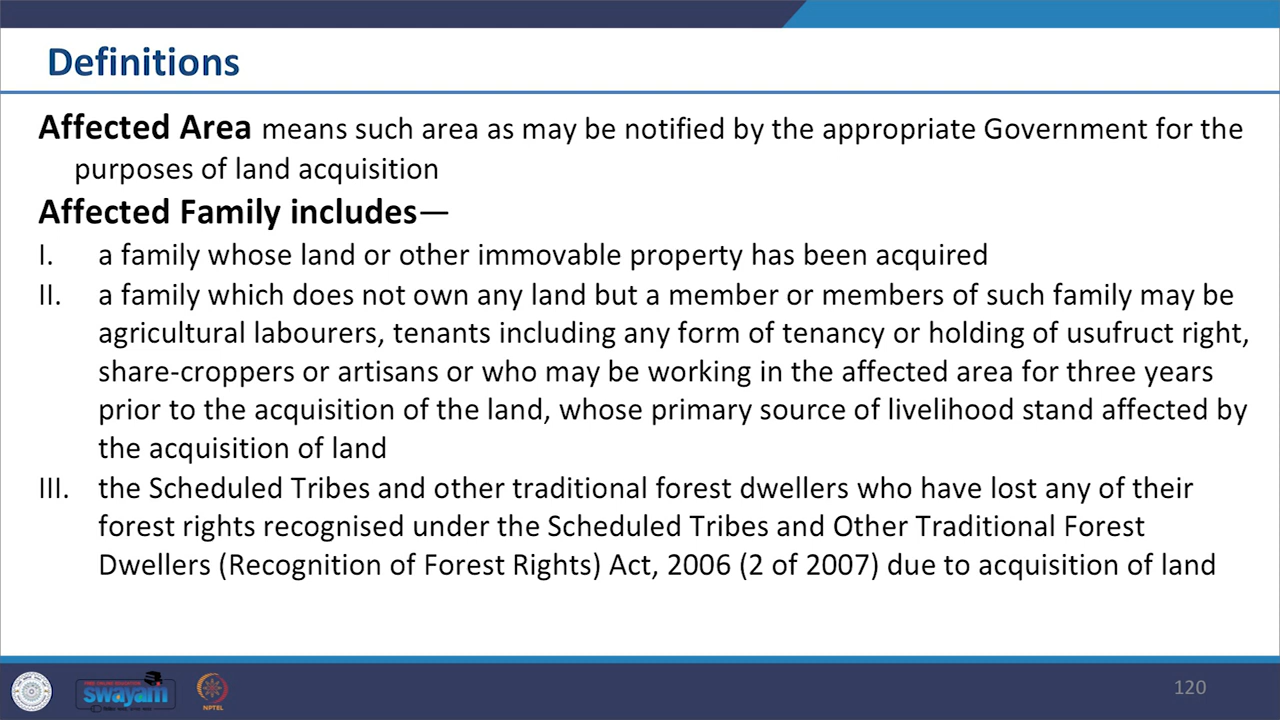 Definitions
Affected Area means such area as may be notified by the appropriate Government for the
purposes of land acquisition
Affected Family includes—
I. a family whose land or other immovable property has been acquired
II. a family which does not own any land but a member or members of such family may be
agricultural labourers, tenants including any form of tenancy or holding of usufruct right,
share-croppers or artisans or who may be working in the affected area for three years
prior to the acquisition of the land, whose primary source of livelihood stand affected by
the acquisition of land
III. the Scheduled Tribes and other traditional forest dwellers who have lost any of their
forest rights recognised under the Scheduled Tribes and Other Traditional Forest
Dwellers (Recognition of Forest Rights) Act, 2006 (2 of 2007) due to acquisition of land
swayam
NPTEL
120